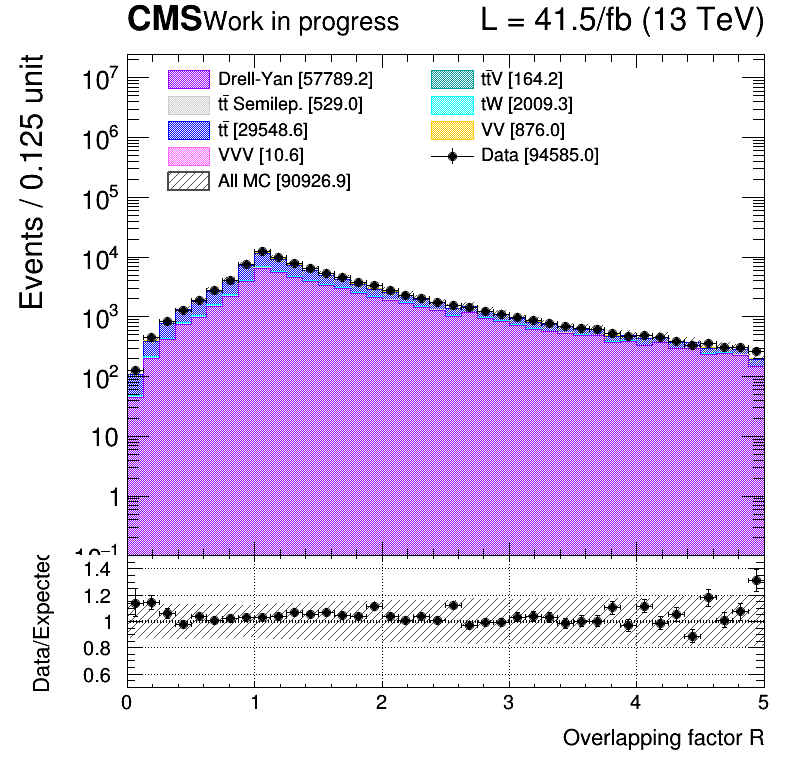 CMS Work in progress L = 41.5/fb (13 TeV)
Events / 0.125 unit
10⁷
10⁶
10⁵
10⁴
10³
10²
10
1
10⁻¹
Drell-Yan [57789.2]
tt̄ Semilep. [529.0]
tt̄ [29548.6]
VVV [10.6]
All MC [90926.9]
tt̄V [164.2]
tW [2009.3]
VV [876.0]
Data [94585.0]
Data/Expected
1.4
1.2
1
0.8
0.6
0 1 2 3 4 5
Overlapping factor R